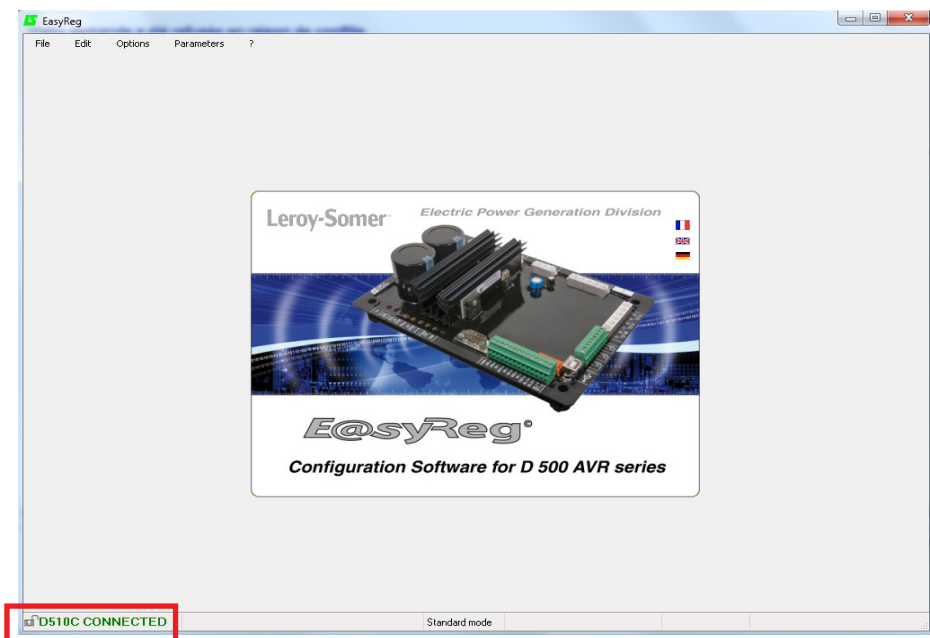 EasyReg
File Edit Options Parameters ?
Leroy-Somer Electric Power Generation Division
E@syReg©
Configuration Software for D 500 AVR series
D510C CONNECTED Standard mode